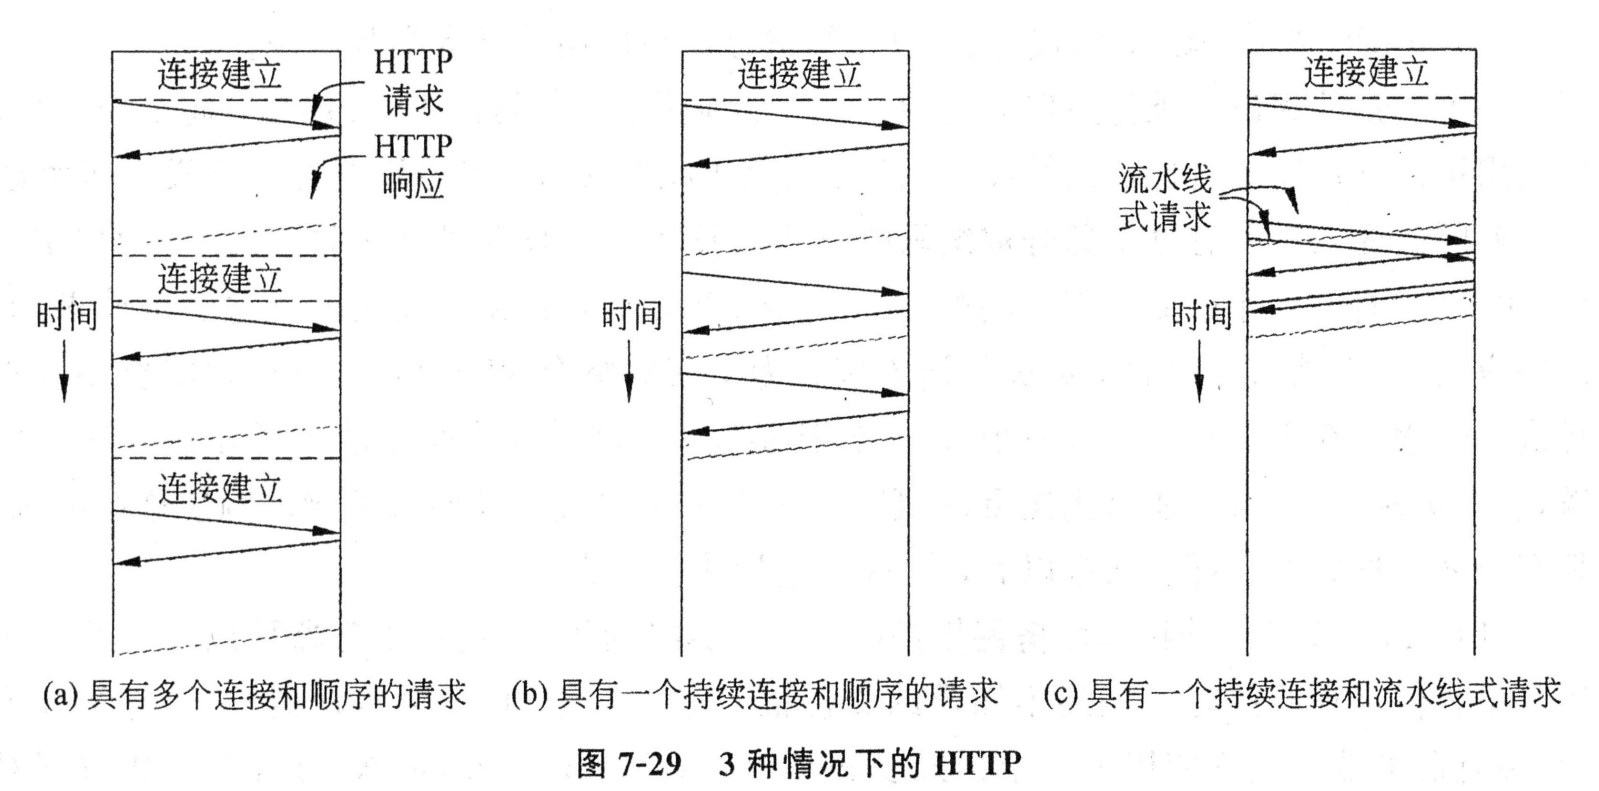 连接建立
HTTP
请求
HTTP
响应
连接建立
时间
连接建立
(a) 具有多个连接和顺序的请求
连接建立
时间
(b) 具有一个持续连接和顺序的请求
连接建立
流水线
式请求
时间
(c) 具有一个持续连接和流水线式请求
图 7-29 3 种情况下的 HTTP